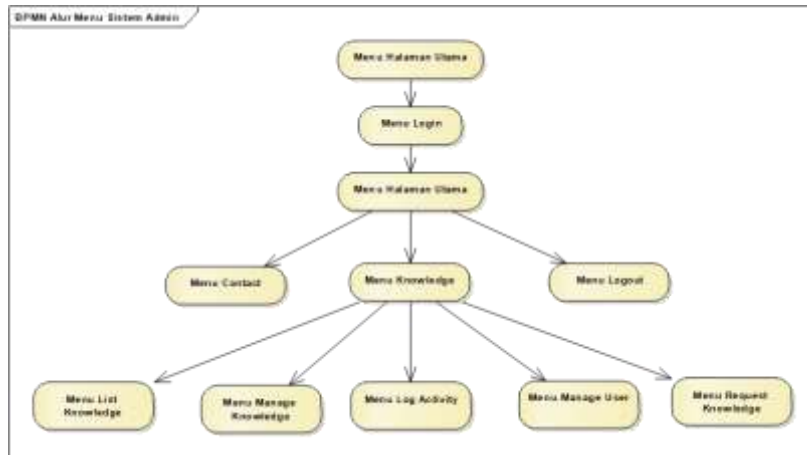 BPMN Alur Menu Sistem Admin
Menu Halaman Utama
Menu Login
Menu Halaman Utama
Menu Contact
Menu Knowledge
Menu Logout
Menu List
Knowledge
Menu Manage
Knowledge
Menu Log Activity
Menu Manage User
Menu Request
Knowledge